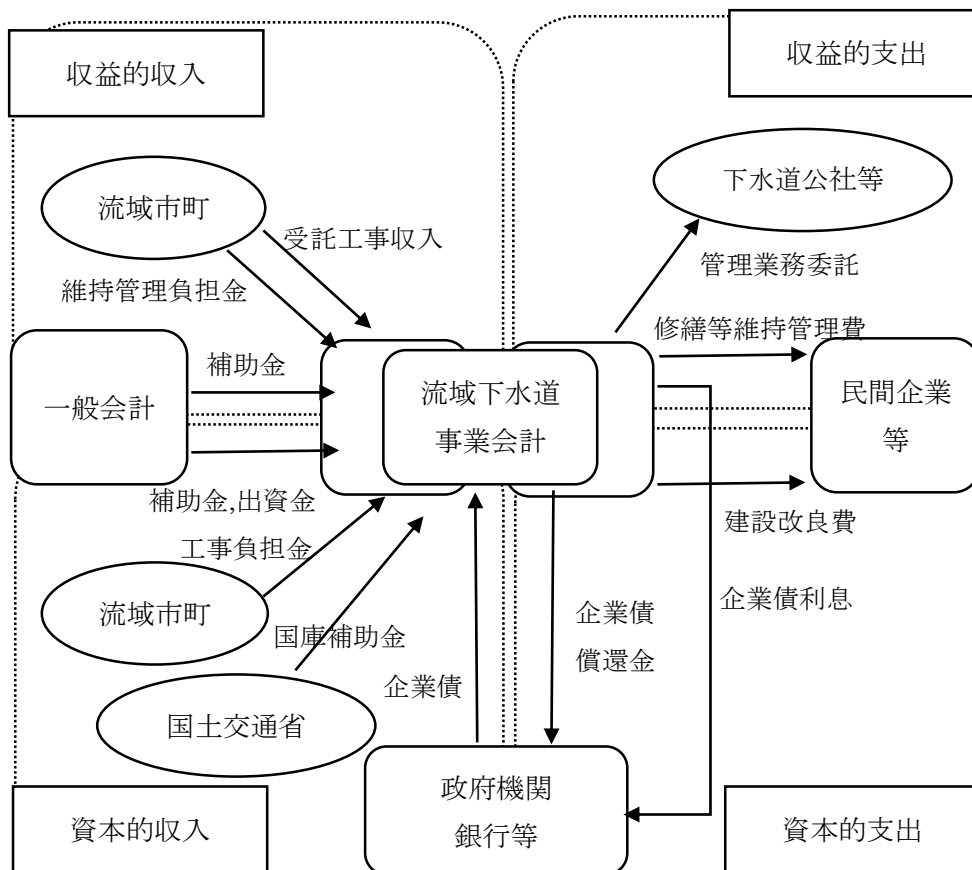 収益的収入
収益的支出
流域市町
下水道公社等
受託工事収入
管理業務委託
維持管理負担金
修繕等維持管理費
補助金
一般会計
流域下水道
事業会計
民間企業
等
補助金,出資金
建設改良費
工事負担金
流域市町
企業債
償還金
企業債利息
国庫補助金
企業債
国土交通省
政府機関
銀行等
資本的収入
資本的支出